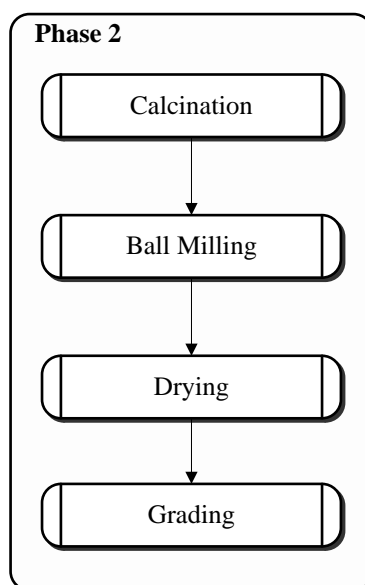 Phase 2
Calcination
Ball Milling
Drying
Grading